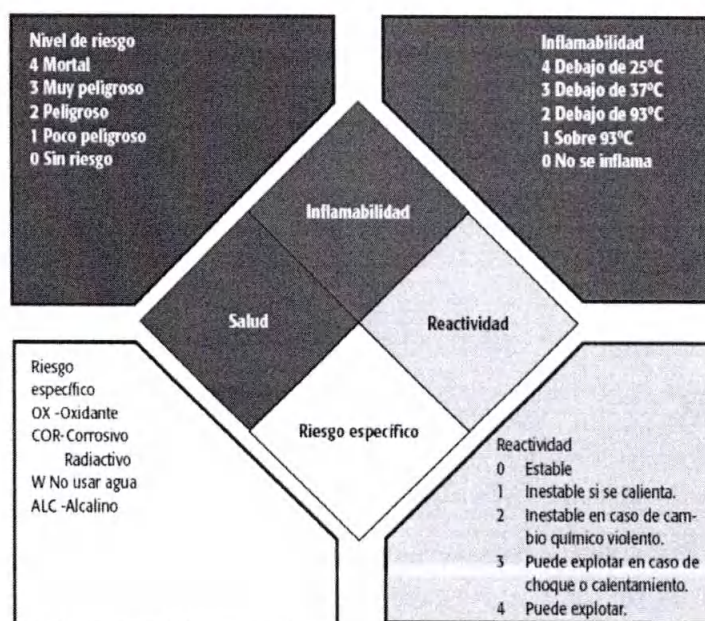 Nivel de riesgo
4 Mortal
3 Muy peligroso
2 Peligroso
1 Poco peligroso
0 Sin riesgo
Inflamabilidad
4 Debajo de 25ºC
3 Debajo de 37ºC
2 Debajo de 93ºC
1 Sobre 93ºC
0 No se inflama
Inflamabilidad
Salud
Reactividad
Riesgo específico
Riesgo
específico
OX -Oxidante
COR-Corrosivo
Radiactivo
W No usar agua
ALC -Alcalino
Reactividad
0 Estable
1 Inestable si se calienta.
2 Inestable en caso de cam-
bio químico violento.
3 Puede explotar en caso de
choque o calentamiento.
4 Puede explotar.